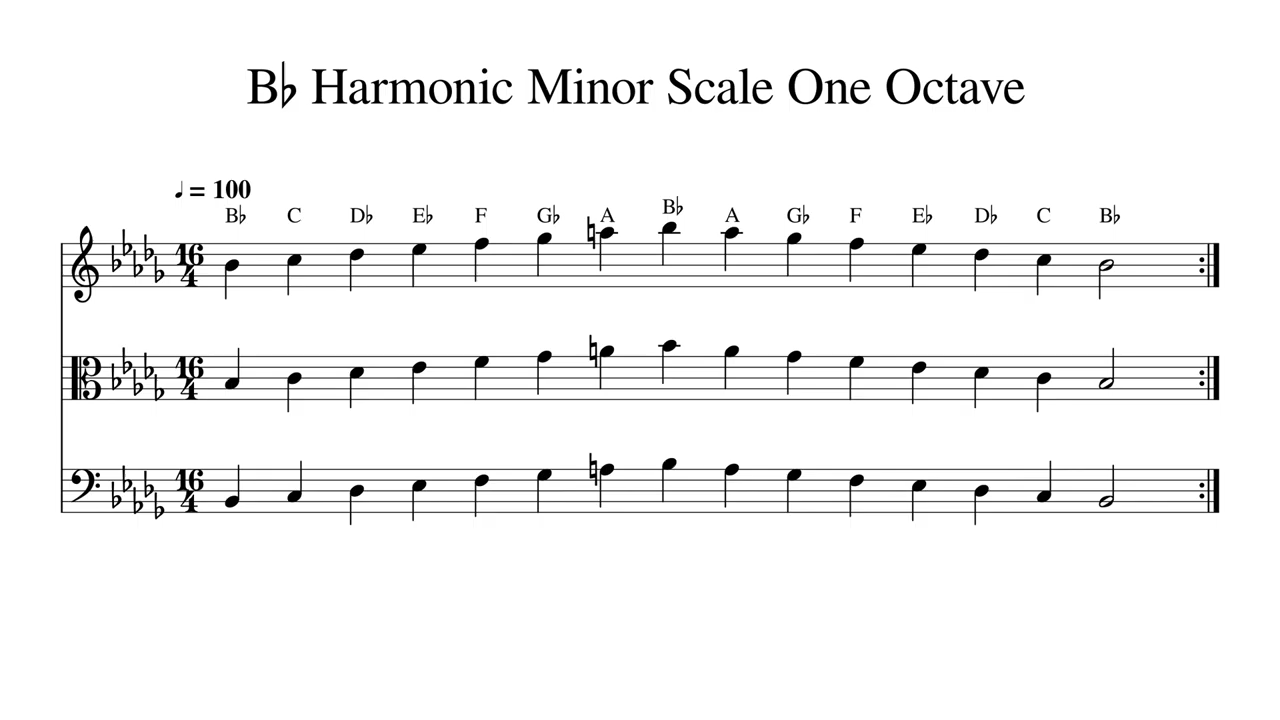 B♭ Harmonic Minor Scale One Octave
♩ = 100
B♭ C D♭ E♭ F G♭ A B♭ A G♭ F E♭ D♭ C B♭
16
4
16
4
16
4